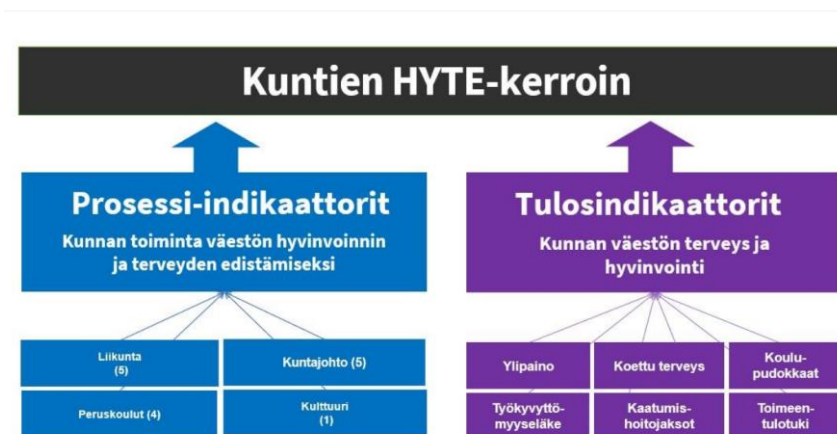 Kuntien HYTE-kerroin
Prosessi-indikaattorit
Kunnan toiminta väestön hyvinvoinnin
ja terveyden edistämiseksi
Tulosindikaattorit
Kunnan väestön terveys ja
hyvinvointi
Liikunta
(5)
Kuntajohto (5)
Peruskoulut (4)
Kulttuuri
(1)
Ylipaino
Koettu terveys
Koulu-
pudokkaat
Työkyvyttö-
myyseläke
Kaatumis-
hoitojaksot
Toimeen-
tulotuki